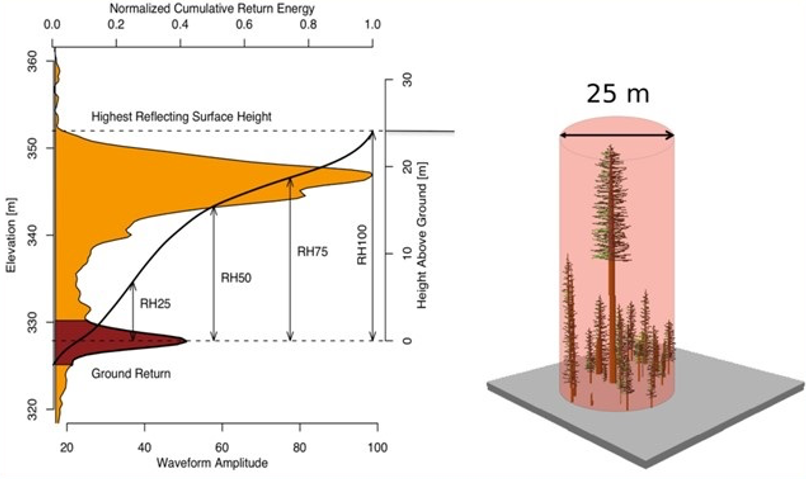 Normalized Cumulative Return Energy
0.0 0.2 0.4 0.6 0.8 1.0
Elevation [m]
360
350
340
330
320
Highest Reflecting Surface Height
RH25
RH50
RH75
RH100
Ground Return
30
20
10
0
Height Above Ground [m]
20 40 60 80 100
Waveform Amplitude
25 m